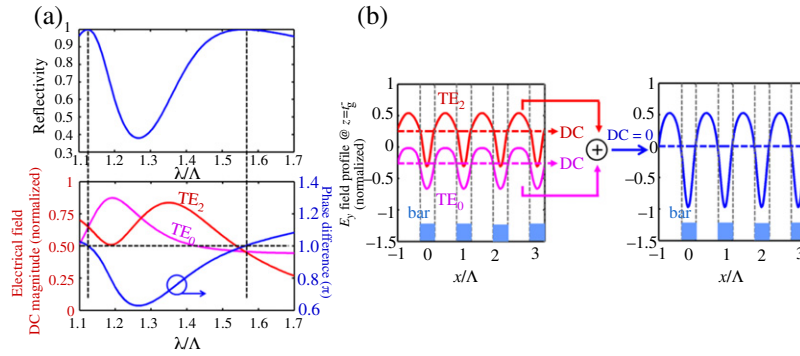 (a)
1
0.9
0.8
0.7
0.6
0.5
0.4
0.3
Reflectivity
1.1 1.2 1.3 1.4 1.5 1.6 1.7
λ/Λ
1
0.75
0.50
0.25
0
Electrical field
DC magnitude (normalized)
TE2
TE0
1.4
1.2
1.0
0.8
0.6
Phase difference (π)
1.1 1.2 1.3 1.4 1.5 1.6 1.7
λ/Λ
(b)
1
0.5
0
−0.5
−1
−1.5
Ey field profile @ z=t−g
(normalized)
TE2
DC
DC
TE0
bar
0 1 2 3
x/Λ
+
DC = 0
1
0.5
0
−0.5
−1
−1.5
bar
0 1 2 3
x/Λ